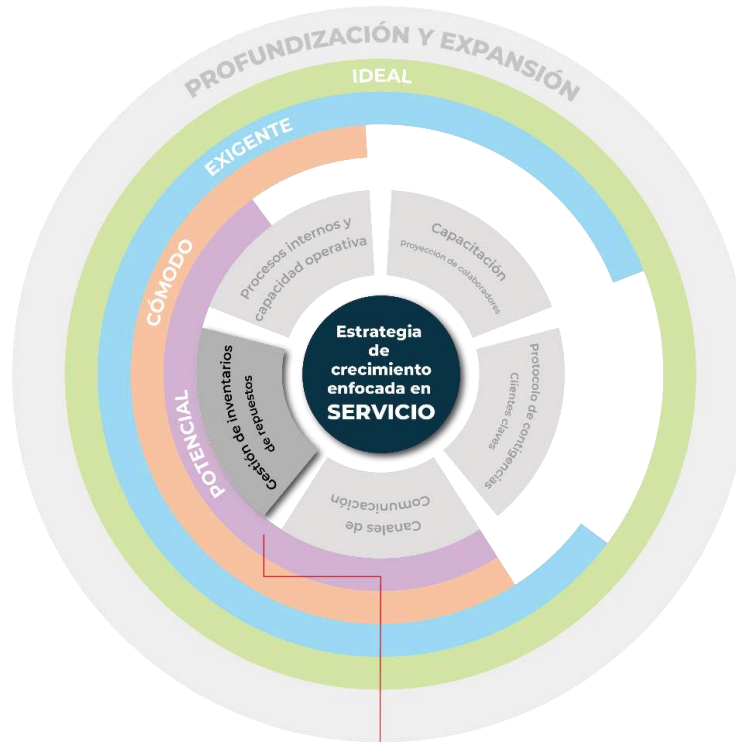 PROFUNDIZACIÓN Y EXPANSIÓN
IDEAL
EXIGENTE
CÓMODO
POTENCIAL
Procesos internos y
capacidad operativa
Capacitación
Proyección de colaboradores
Protocolo de contigencias
Clientes claves
Canales de
Comunicación
Gestión de inventarios
de repuestos
Estrategia
de
crecimiento
enfocada en
SERVICIO